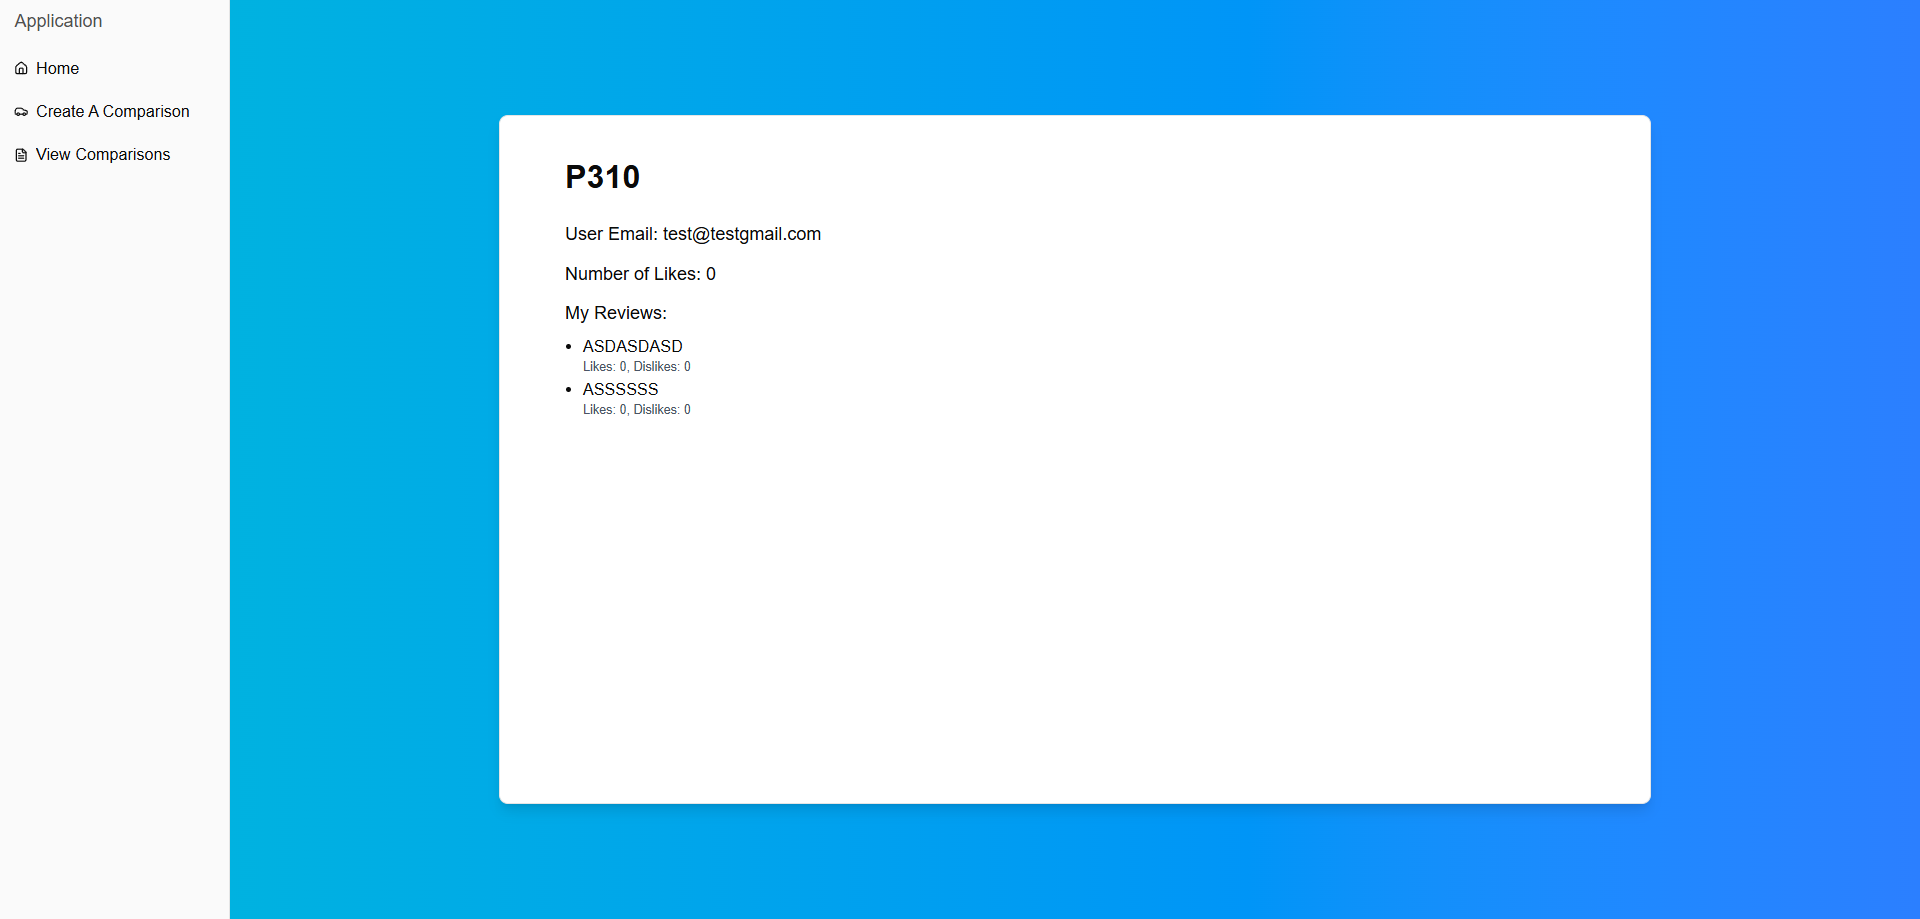 Application
Home
Create A Comparison
View Comparisons
P310
User Email: test@testgmail.com
Number of Likes: 0
My Reviews:
ASDASDASD
Likes: 0, Dislikes: 0
ASSSSSS
Likes: 0, Dislikes: 0